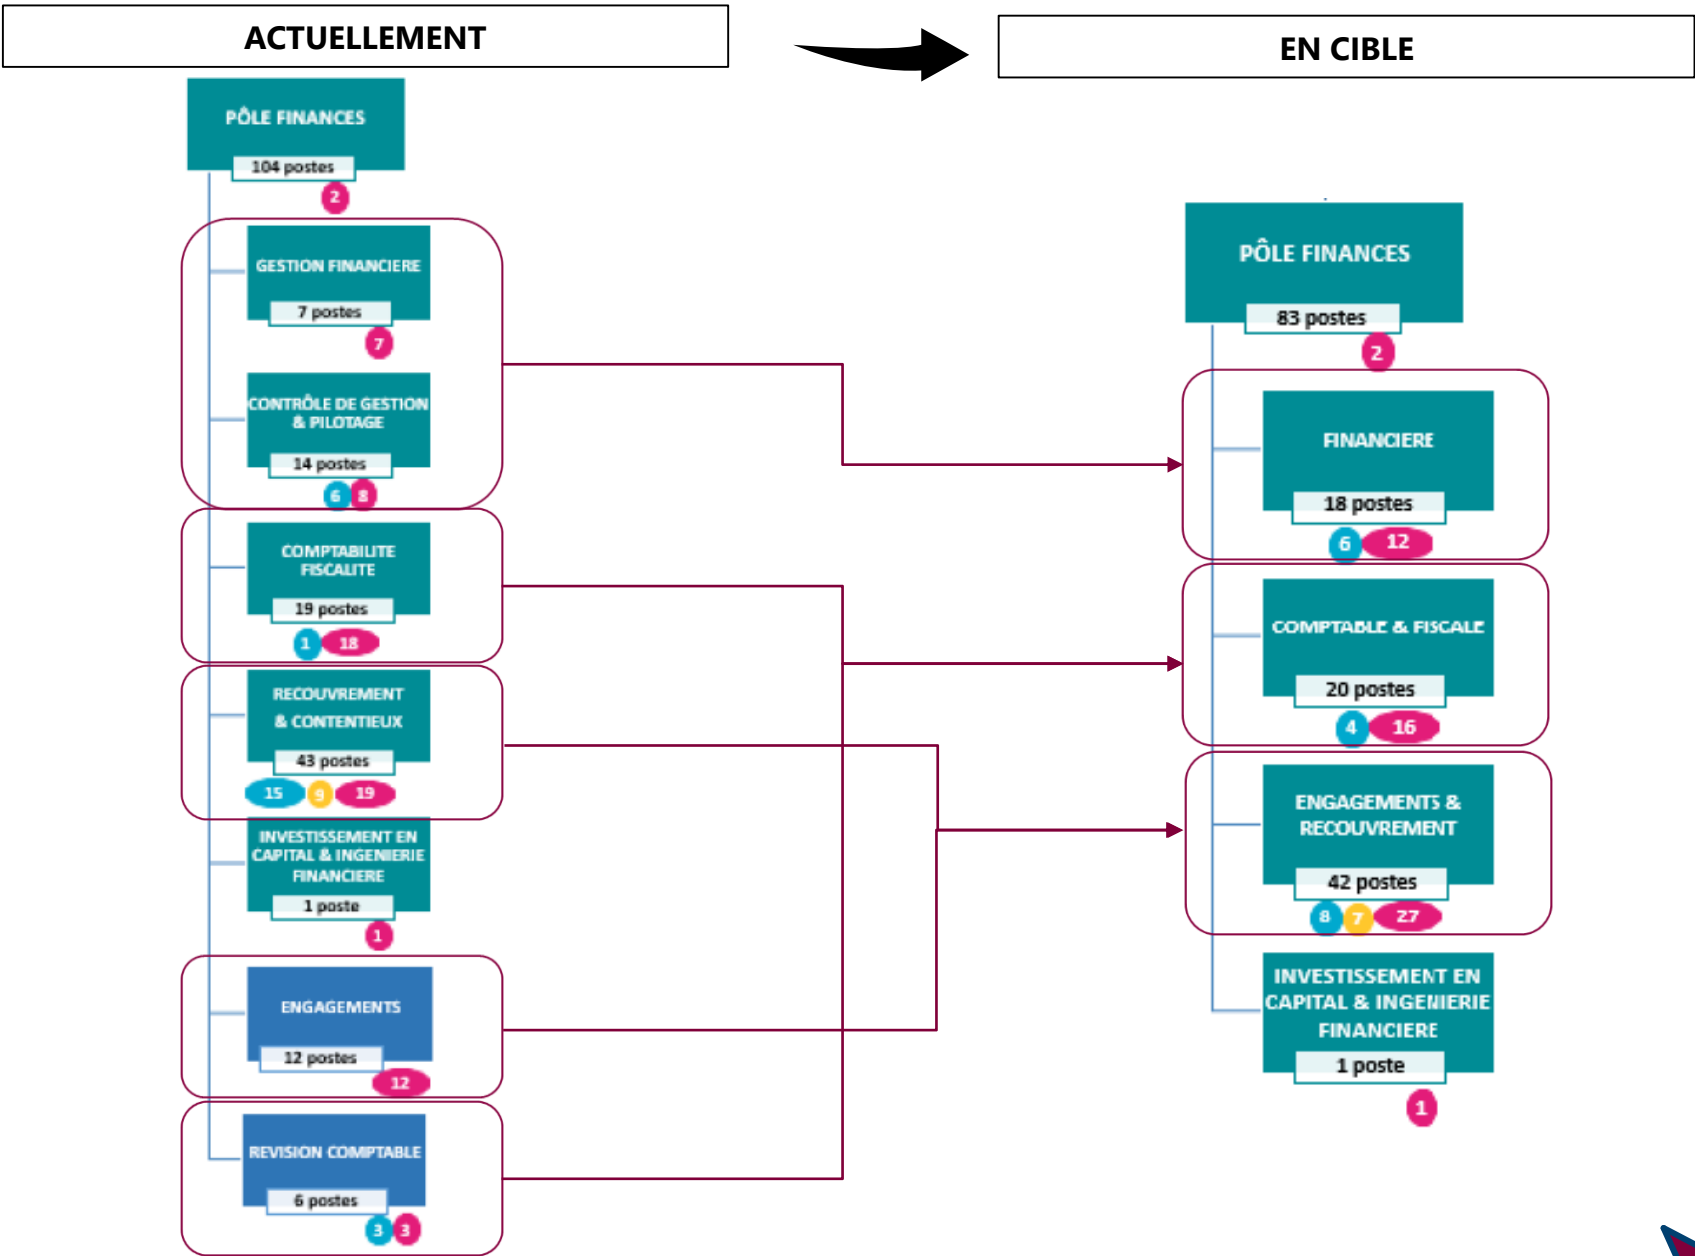 ACTUELLEMENT
EN CIBLE
PÔLE FINANCES
104 postes
2
GESTION FINANCIERE
7 postes
7
CONTRÔLE DE GESTION
& PILOTAGE
14 postes
6 8
COMPTABILITE
FISCALITE
19 postes
1 18
RECOUVREMENT
& CONTENTIEUX
43 postes
15 9 19
INVESTISSEMENT EN
CAPITAL & INGENIERIE
FINANCIERE
1 poste
1
ENGAGEMENTS
12 postes
12
REVISION COMPTABLE
6 postes
3 3
PÔLE FINANCES
83 postes
2
FINANCIERE
18 postes
6 12
COMPTABLE & FISCALE
20 postes
4 16
ENGAGEMENTS &
RECOUVREMENT
42 postes
8 7 27
INVESTISSEMENT EN
CAPITAL & INGENIERIE
FINANCIERE
1 poste
1